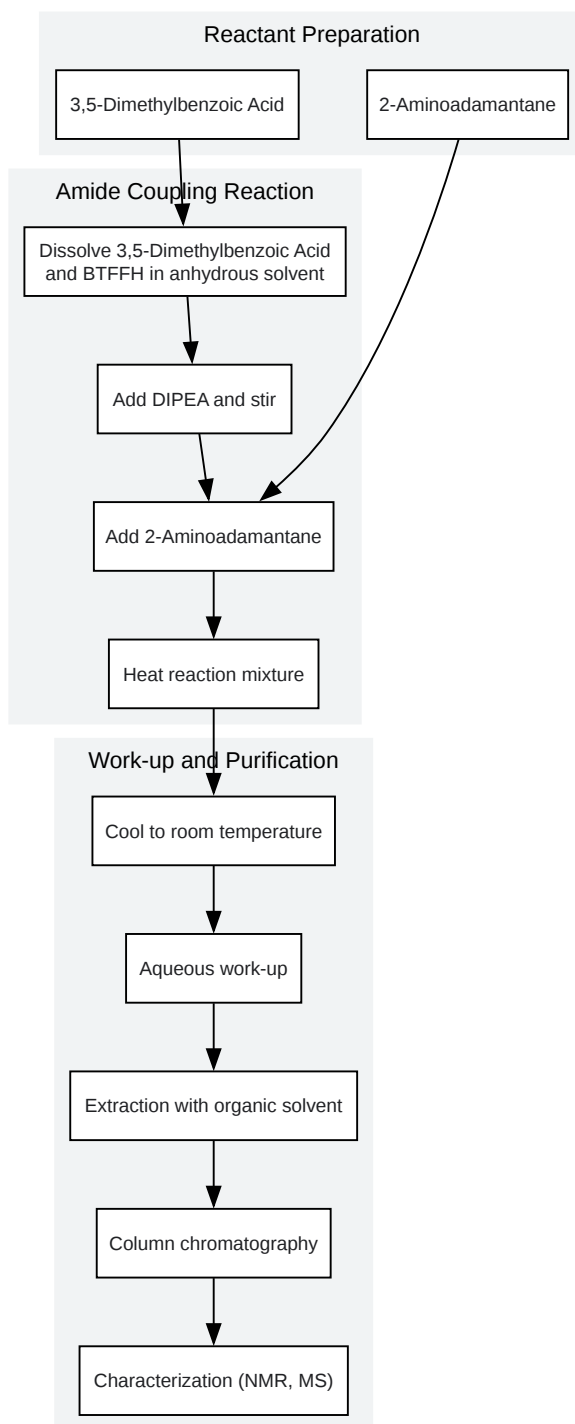 Reactant Preparation
3,5-Dimethylbenzoic Acid
2-Aminoadamantane
Amide Coupling Reaction
Dissolve 3,5-Dimethylbenzoic Acid
and BTFFH in anhydrous solvent
Add DIPEA and stir
Add 2-Aminoadamantane
Heat reaction mixture
Work-up and Purification
Cool to room temperature
Aqueous work-up
Extraction with organic solvent
Column chromatography
Characterization (NMR, MS)